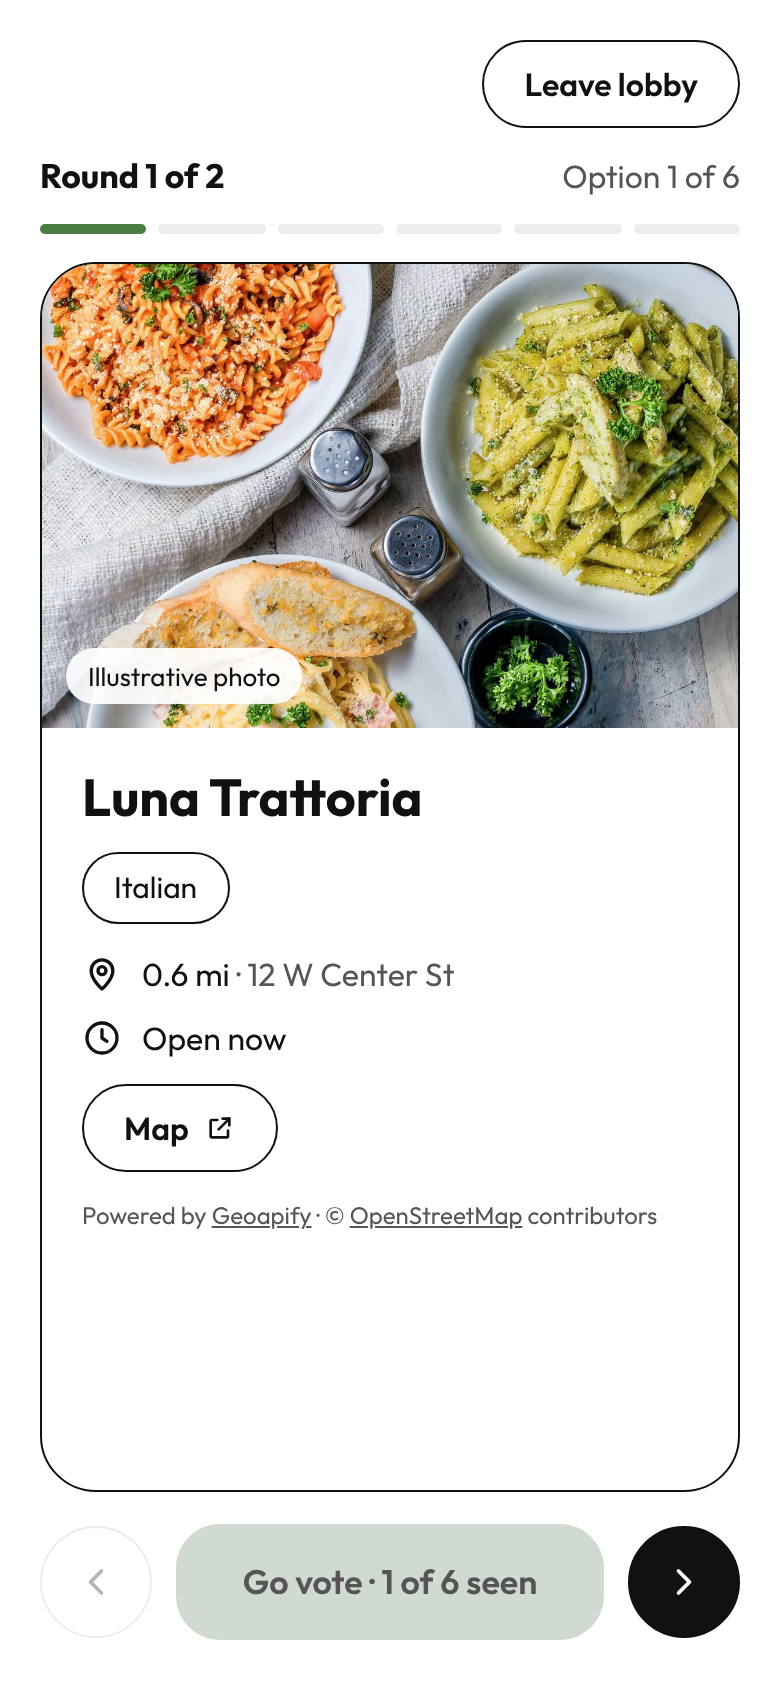 Leave lobby
Round 1 of 2
Option 1 of 6
Illustrative photo
Luna Trattoria
Italian
0.6 mi · 12 W Center St
Open now
Map
Powered by Geoapify · © OpenStreetMap contributors
Go vote · 1 of 6 seen